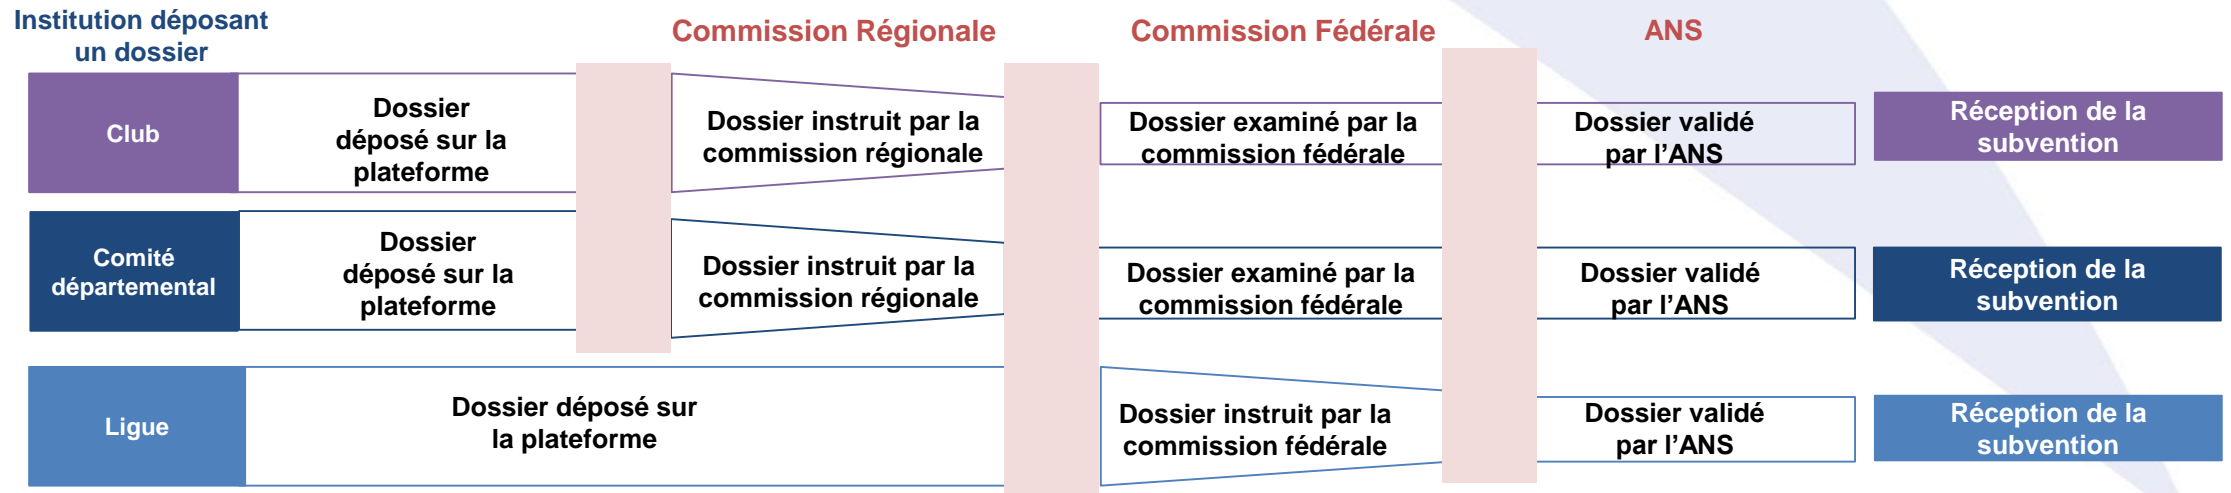 Institution déposant
un dossier
Commission Régionale
Commission Fédérale
ANS
Club
Dossier
déposé sur la
plateforme
Dossier instruit par la
commission régionale
Dossier examiné par la
commission fédérale
Dossier validé
par l’ANS
Réception de la
subvention
Comité
départemental
Dossier
déposé sur la
plateforme
Dossier instruit par la
commission régionale
Dossier examiné par la
commission fédérale
Dossier validé
par l’ANS
Réception de la
subvention
Ligue
Dossier déposé sur
la plateforme
Dossier instruit par la
commission fédérale
Dossier validé
par l’ANS
Réception de la
subvention